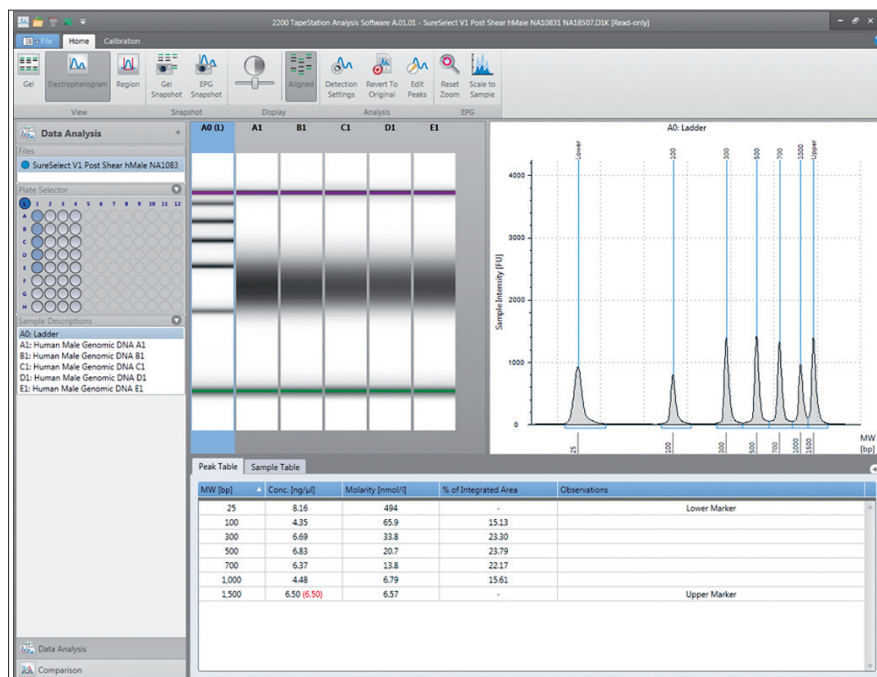 2200 TapeStation Analysis Software A.01.01 - SureSelect V1 Post Shear hMale NA10831 NA18507.D1K [Read-only]
File Home Calibration
Gel Electropherogram Region Gel Snapshot EPG Snapshot Aligned Detection Settings Revert To Original Edit Peaks Reset Zoom Scale to Sample
View Snapshot Display Analysis EPG
Data Analysis
Files
SureSelect V1 Post Shear hMale NA1083
Plate Selector
L 1 2 3 4 5 6 7 8 9 10 11 12
A
B
C
D
E
F
G
H
Sample Descriptions
A0: Ladder
A1: Human Male Genomic DNA A1
B1: Human Male Genomic DNA B1
C1: Human Male Genomic DNA C1
D1: Human Male Genomic DNA D1
E1: Human Male Genomic DNA E1
Data Analysis
Comparison
A0 (L) A1 B1 C1 D1 E1
A0: Ladder
Lower 100 300 500 700 1000 Upper
Sample Intensity [FU]
4000
3000
2000
1000
0
25 100 300 500 700 1000 1500
MW
[bp]
Peak Table Sample Table
MW [bp] Conc. [ng/µl] Molarity [nmol/l] % of Integrated Area Observations
25 8.16 494 - Lower Marker
100 4.35 65.9 15.13
300 6.69 33.8 23.30
500 6.83 20.7 23.79
700 6.37 13.8 22.17
1,000 4.48 6.79 15.61
1,500 6.50 (6.50) 6.57 - Upper Marker